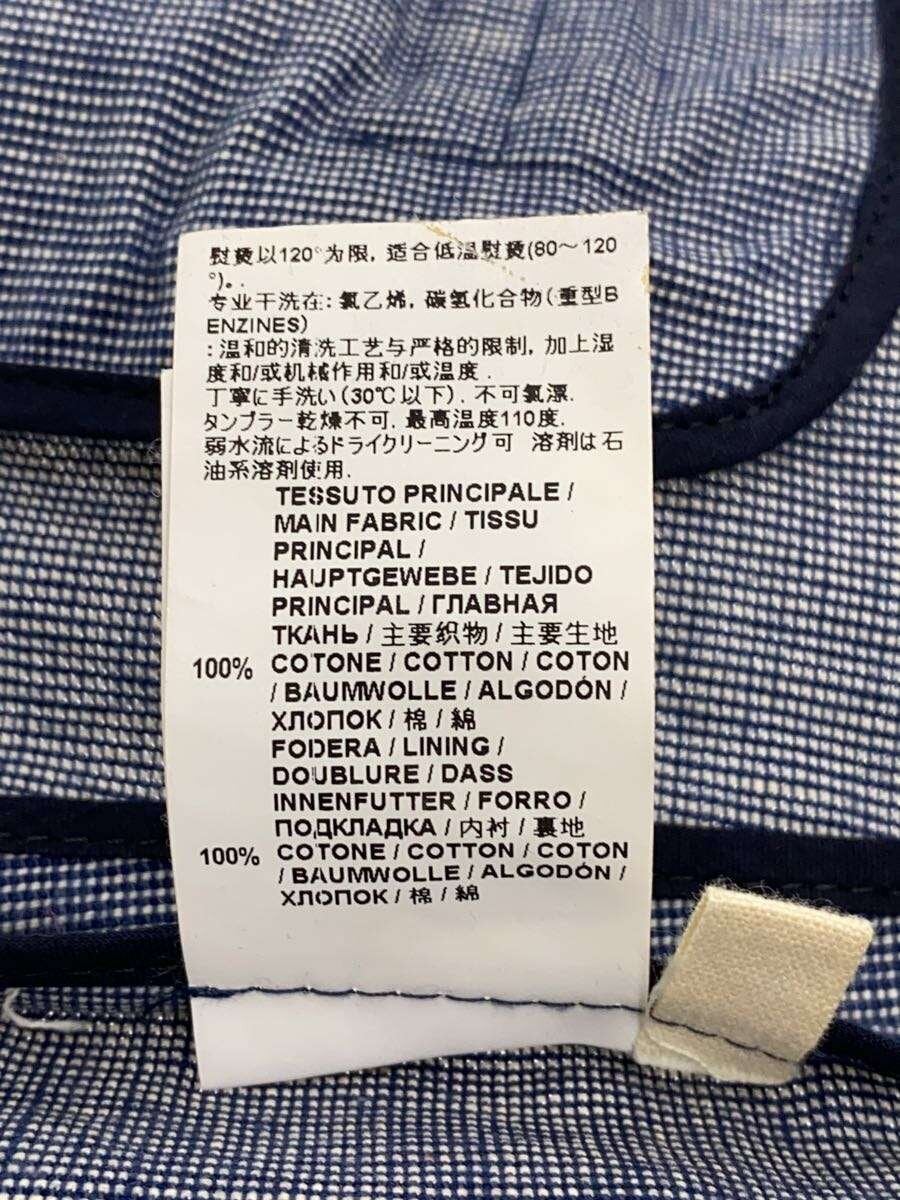 熨烫以120°为限, 适合低温熨烫(80～120
°)。.
专业干洗在: 氯乙烯, 碳氢化合物(重型B
ENZINES)
:温和的清洗工艺与严格的限制, 加上湿
度和/或机械作用和/或温度.
丁寧に手洗い(30℃以下). 不可氯漂.
タンブラー乾燥不可. 最高温度110度.
弱水流によるドライクリーニング可 溶剤は石
油系溶剤使用.
TESSUTO PRINCIPALE /
MAIN FABRIC / TISSU
PRINCIPAL /
HAUPTGEWEBE / TEJIDO
PRINCIPAL / ГЛАВНАЯ
ТКАНЬ / 主要织物 / 主要生地
100% COTONE / COTTON / COTON
/ BAUMWOLLE / ALGODÓN /
ХЛОПОК / 棉 / 綿
FODERA / LINING /
DOUBLURE / DASS
INNENFUTTER / FORRO /
ПОДКЛАДКА / 内衬 / 裏地
100% COTONE / COTTON / COTON
/ BAUMWOLLE / ALGODÓN /
ХЛОПОК / 棉 / 綿